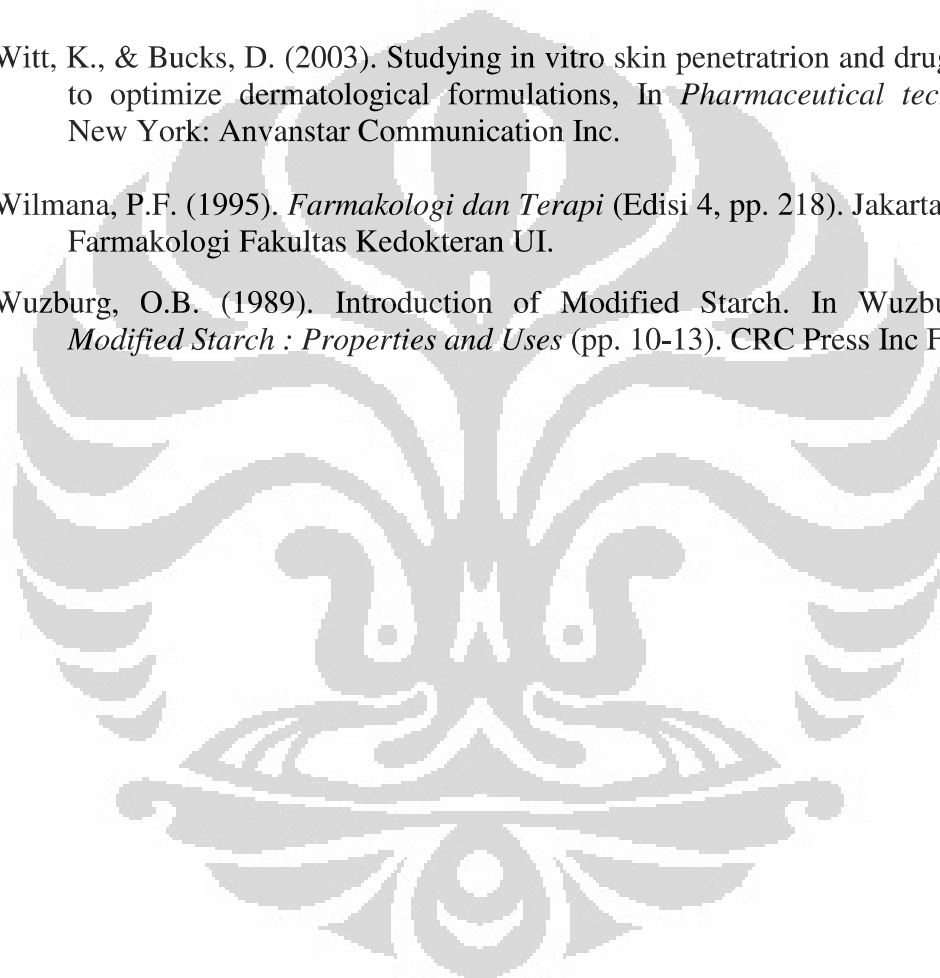 Witt, K., & Bucks, D. (2003). Studying in vitro skin penetratrion and drug
to optimize dermatological formulations, In Pharmaceutical tec
New York: Anvanstar Communication Inc.
Wilmana, P.F. (1995). Farmakologi dan Terapi (Edisi 4, pp. 218). Jakarta
Farmakologi Fakultas Kedokteran UI.
Wuzburg, O.B. (1989). Introduction of Modified Starch. In Wuzbu
Modified Starch : Properties and Uses (pp. 10-13). CRC Press Inc F